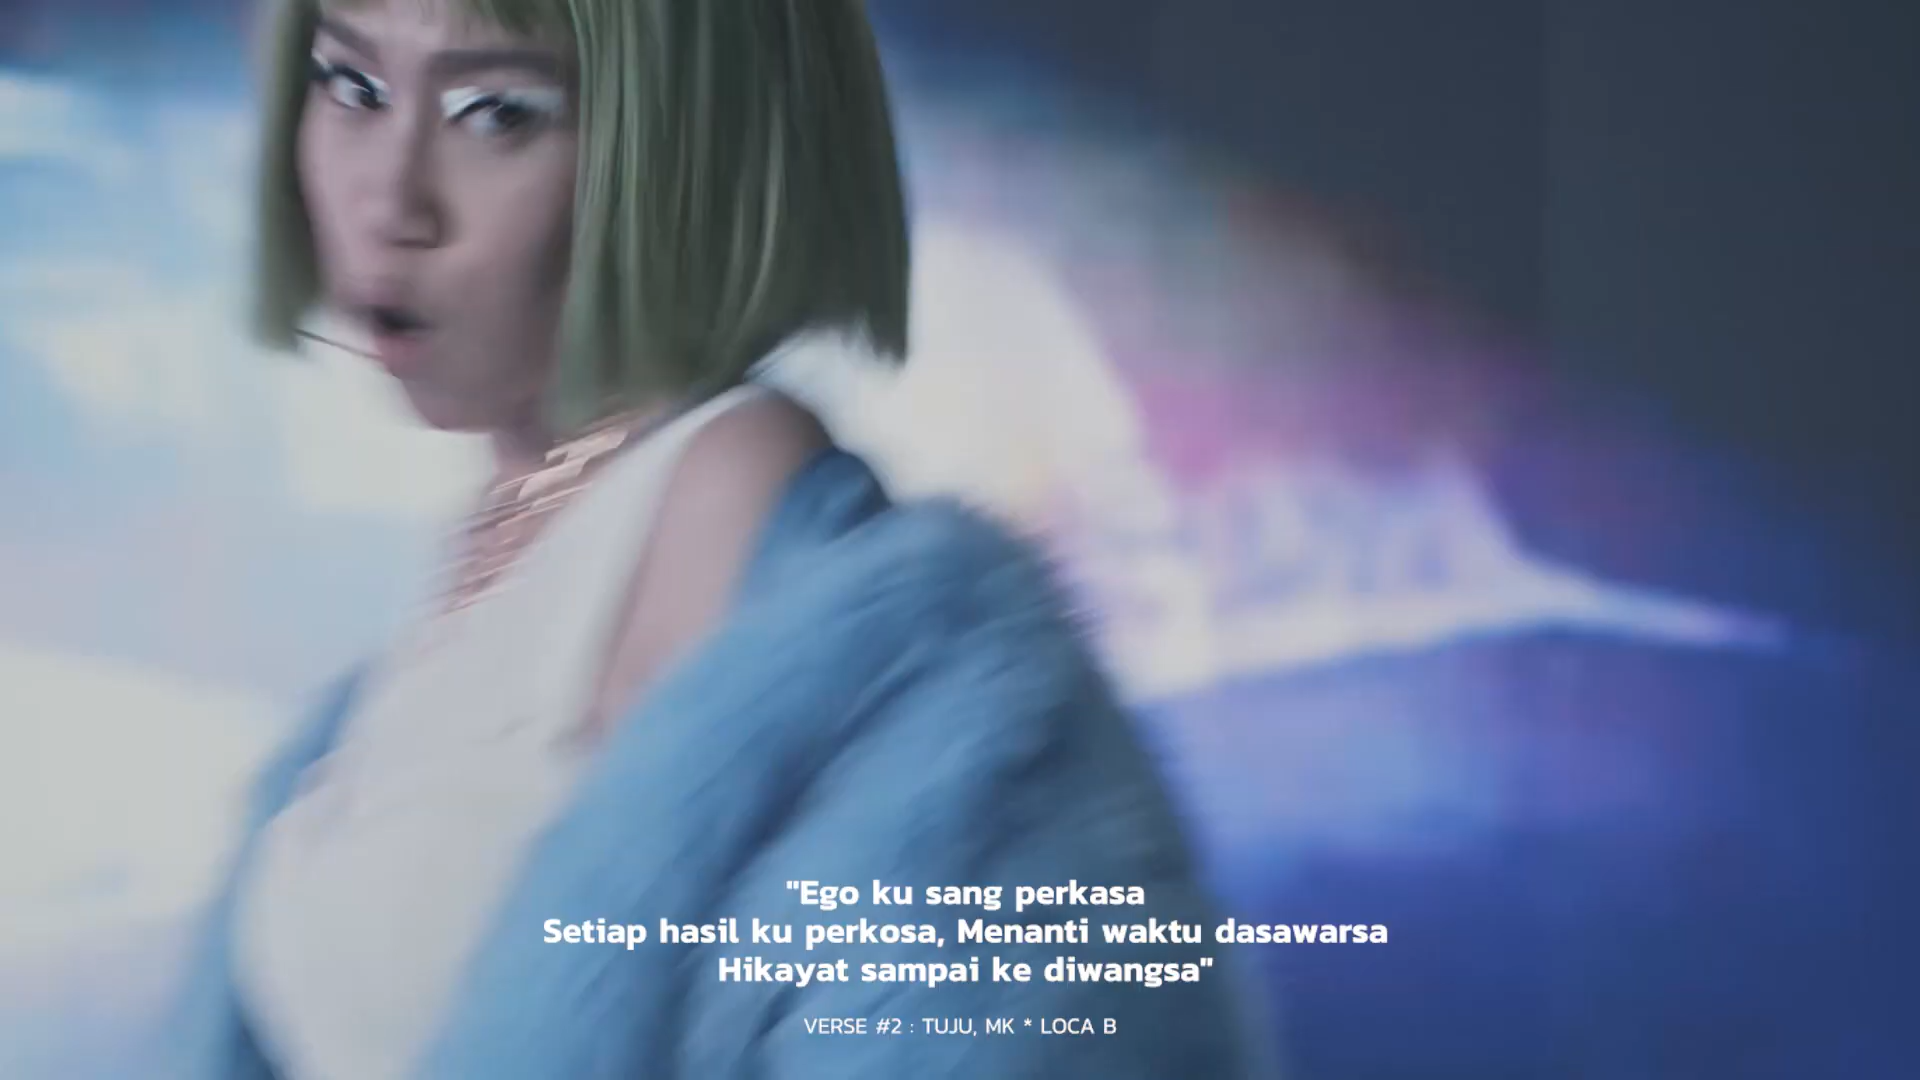 "Ego ku sang perkasa
Setiap hasil ku perkosa, Menanti waktu dasawarsa
Hikayat sampai ke diwangsa"
VERSE #2 : TUJU, MK * LOCA B